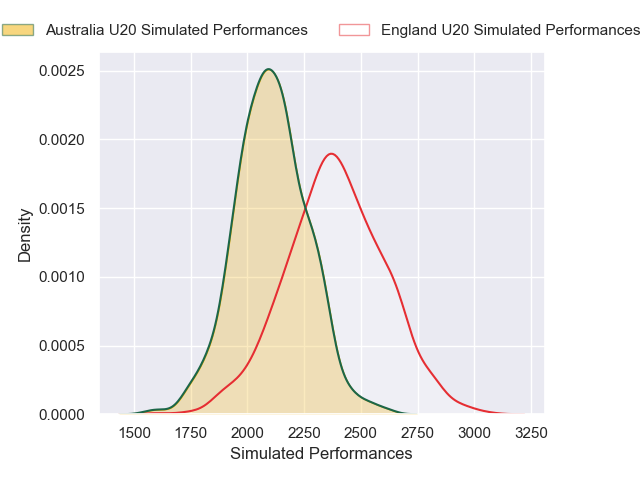 Australia U20 Simulated Performances England U20 Simulated Performances
0.0025
0.0020
0.0015
0.0010
0.0005
0.0000
Density
1500 1750 2000 2250 2500 2750 3000 3250
Simulated Performances